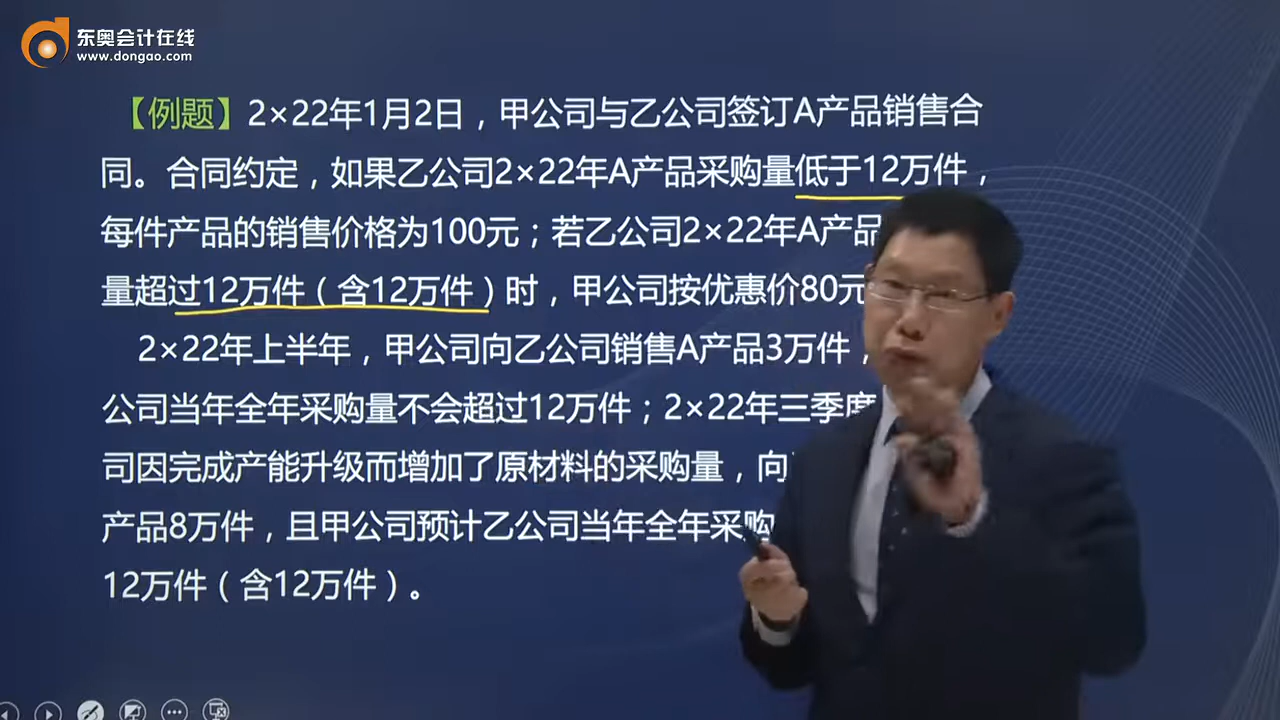 东奥会计在线
www.dongao.com
【例题】2×22年1月2日，甲公司与乙公司签订A产品销售合
同。合同约定，如果乙公司2×22年A产品采购量低于12万件，
每件产品的销售价格为100元；若乙公司2×22年A产品
量超过12万件（含12万件）时，甲公司按优惠价80元
2×22年上半年，甲公司向乙公司销售A产品3万件，
公司当年全年采购量不会超过12万件；2×22年三季度
司因完成产能升级而增加了原材料的采购量，向
产品8万件，且甲公司预计乙公司当年全年采购
12万件（含12万件）。